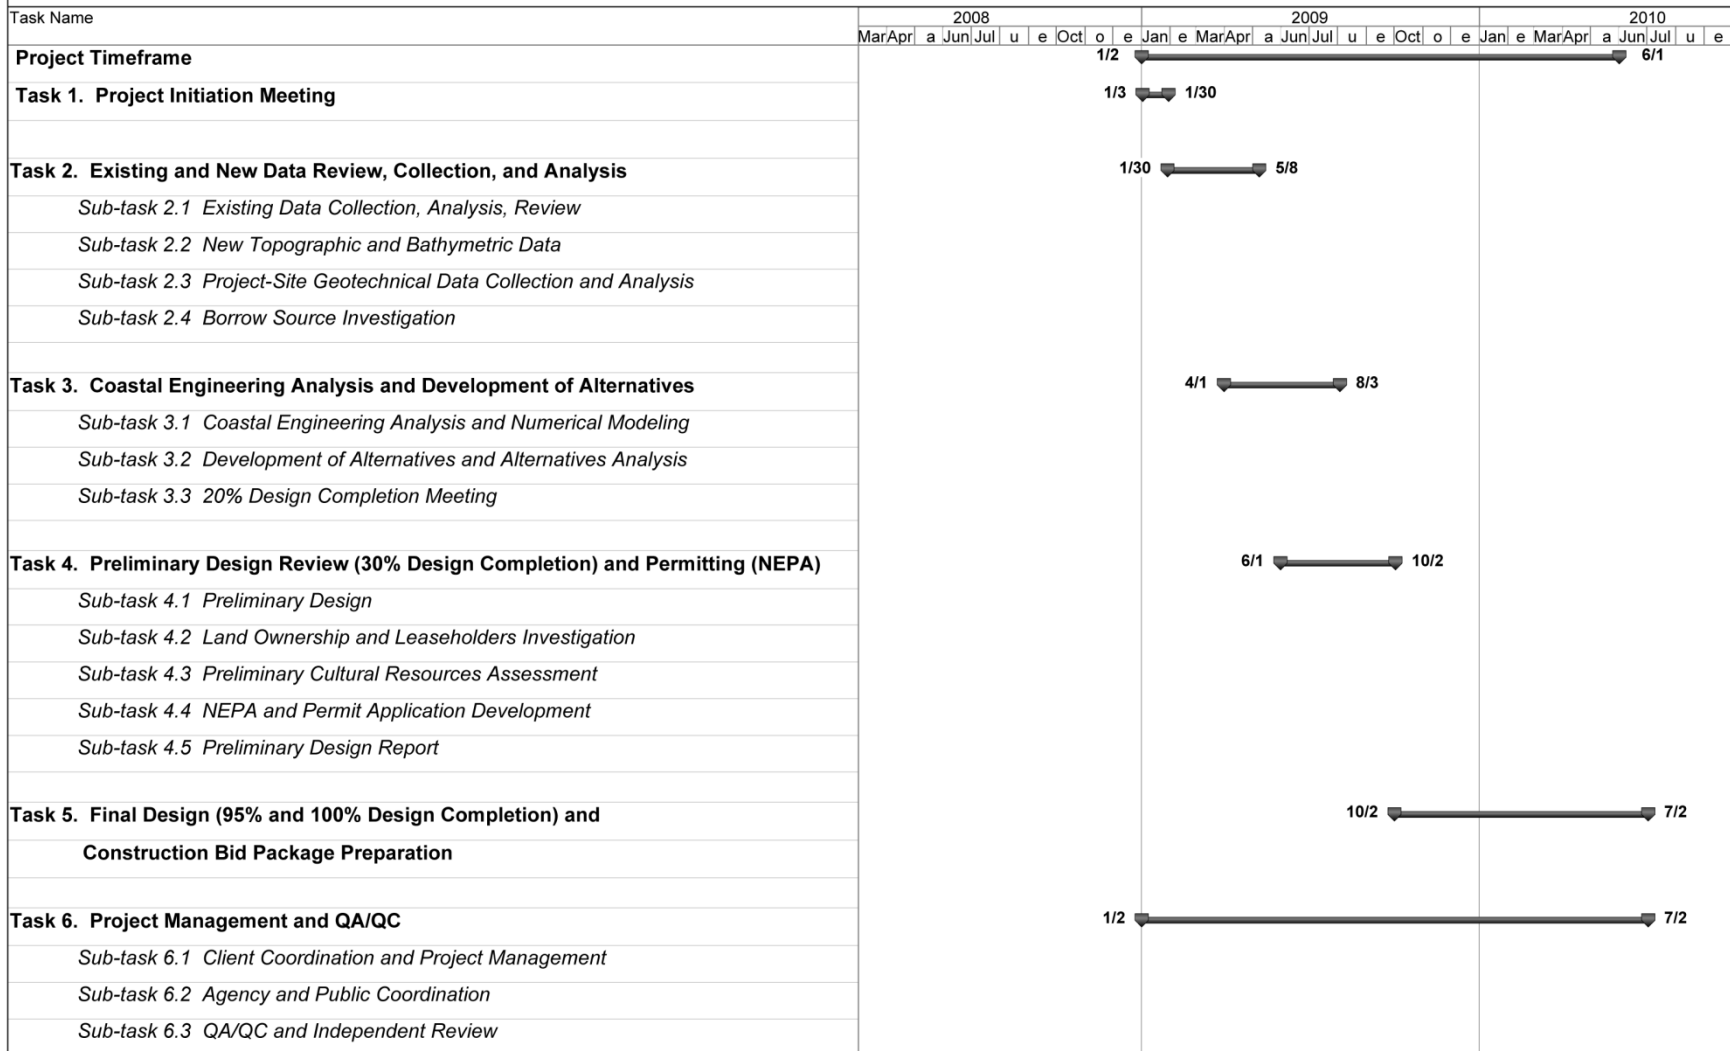 Task Name
2008 2009 2010
Mar Apr a Jun Jul u e Oct o e Jan e Mar Apr a Jun Jul u e Oct o e Jan e Mar Apr a Jun Jul u e
Project Timeframe 1/2 6/1
Task 1. Project Initiation Meeting 1/3 1/30
Task 2. Existing and New Data Review, Collection, and Analysis 1/30 5/8
Sub-task 2.1 Existing Data Collection, Analysis, Review
Sub-task 2.2 New Topographic and Bathymetric Data
Sub-task 2.3 Project-Site Geotechnical Data Collection and Analysis
Sub-task 2.4 Borrow Source Investigation
Task 3. Coastal Engineering Analysis and Development of Alternatives 4/1 8/3
Sub-task 3.1 Coastal Engineering Analysis and Numerical Modeling
Sub-task 3.2 Development of Alternatives and Alternatives Analysis
Sub-task 3.3 20% Design Completion Meeting
Task 4. Preliminary Design Review (30% Design Completion) and Permitting (NEPA) 6/1 10/2
Sub-task 4.1 Preliminary Design
Sub-task 4.2 Land Ownership and Leaseholders Investigation
Sub-task 4.3 Preliminary Cultural Resources Assessment
Sub-task 4.4 NEPA and Permit Application Development
Sub-task 4.5 Preliminary Design Report
Task 5. Final Design (95% and 100% Design Completion) and 10/2 7/2
Construction Bid Package Preparation
Task 6. Project Management and QA/QC 1/2 7/2
Sub-task 6.1 Client Coordination and Project Management
Sub-task 6.2 Agency and Public Coordination
Sub-task 6.3 QA/QC and Independent Review